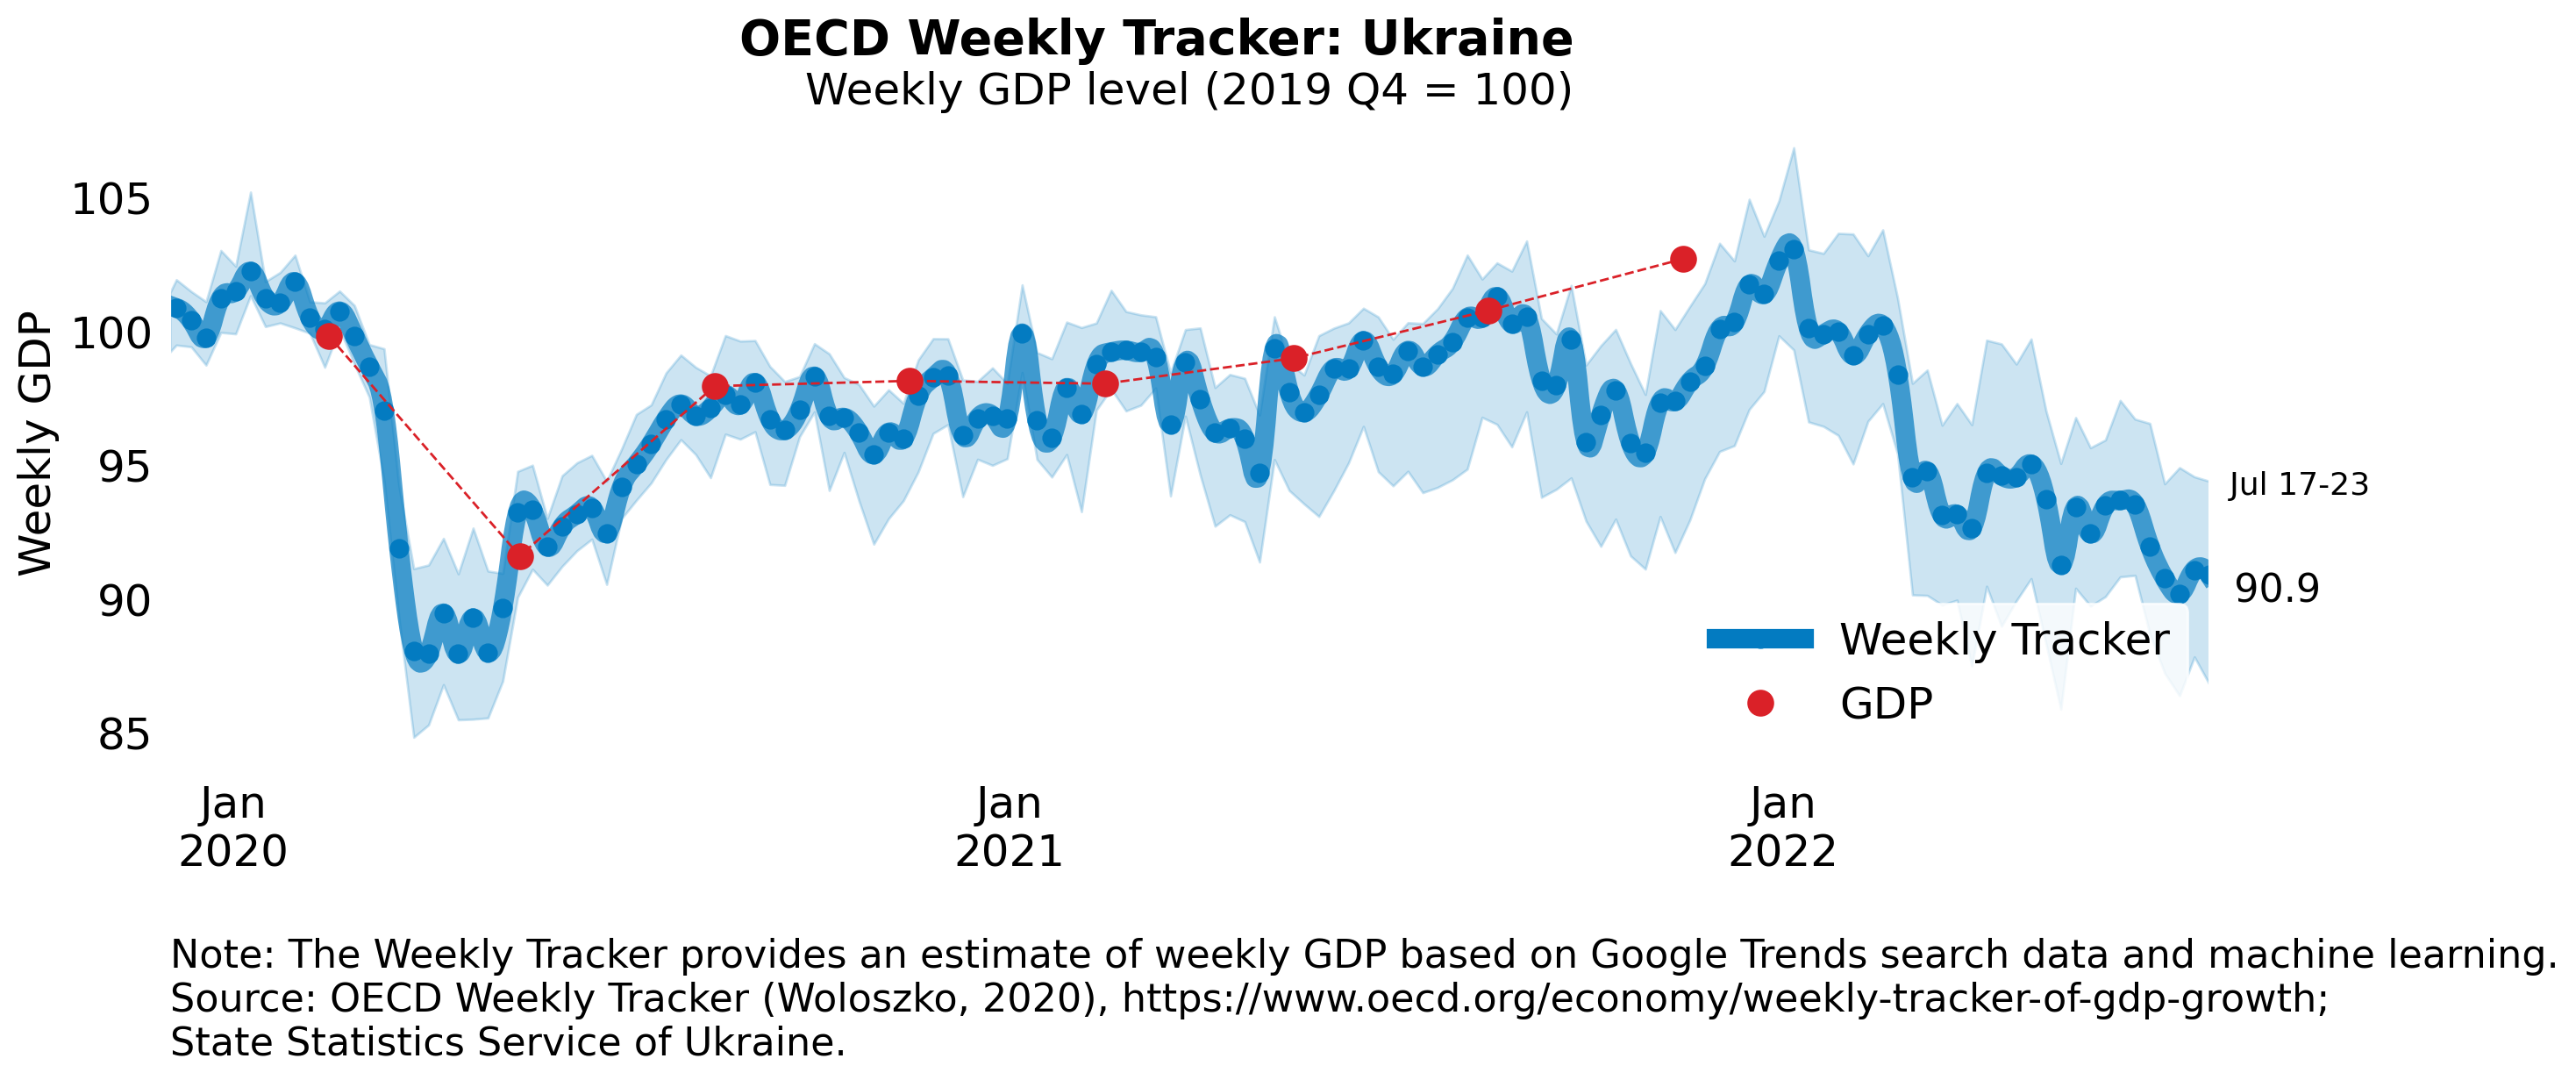 OECD Weekly Tracker: Ukraine
Weekly GDP level (2019 Q4 = 100)
Weekly GDP
105
100
95
90
85
Jul 17-23
90.9
Weekly Tracker
GDP
Jan
2020
Jan
2021
Jan
2022
Note: The Weekly Tracker provides an estimate of weekly GDP based on Google Trends search data and machine learning.
Source: OECD Weekly Tracker (Woloszko, 2020), https://www.oecd.org/economy/weekly-tracker-of-gdp-growth;
State Statistics Service of Ukraine.